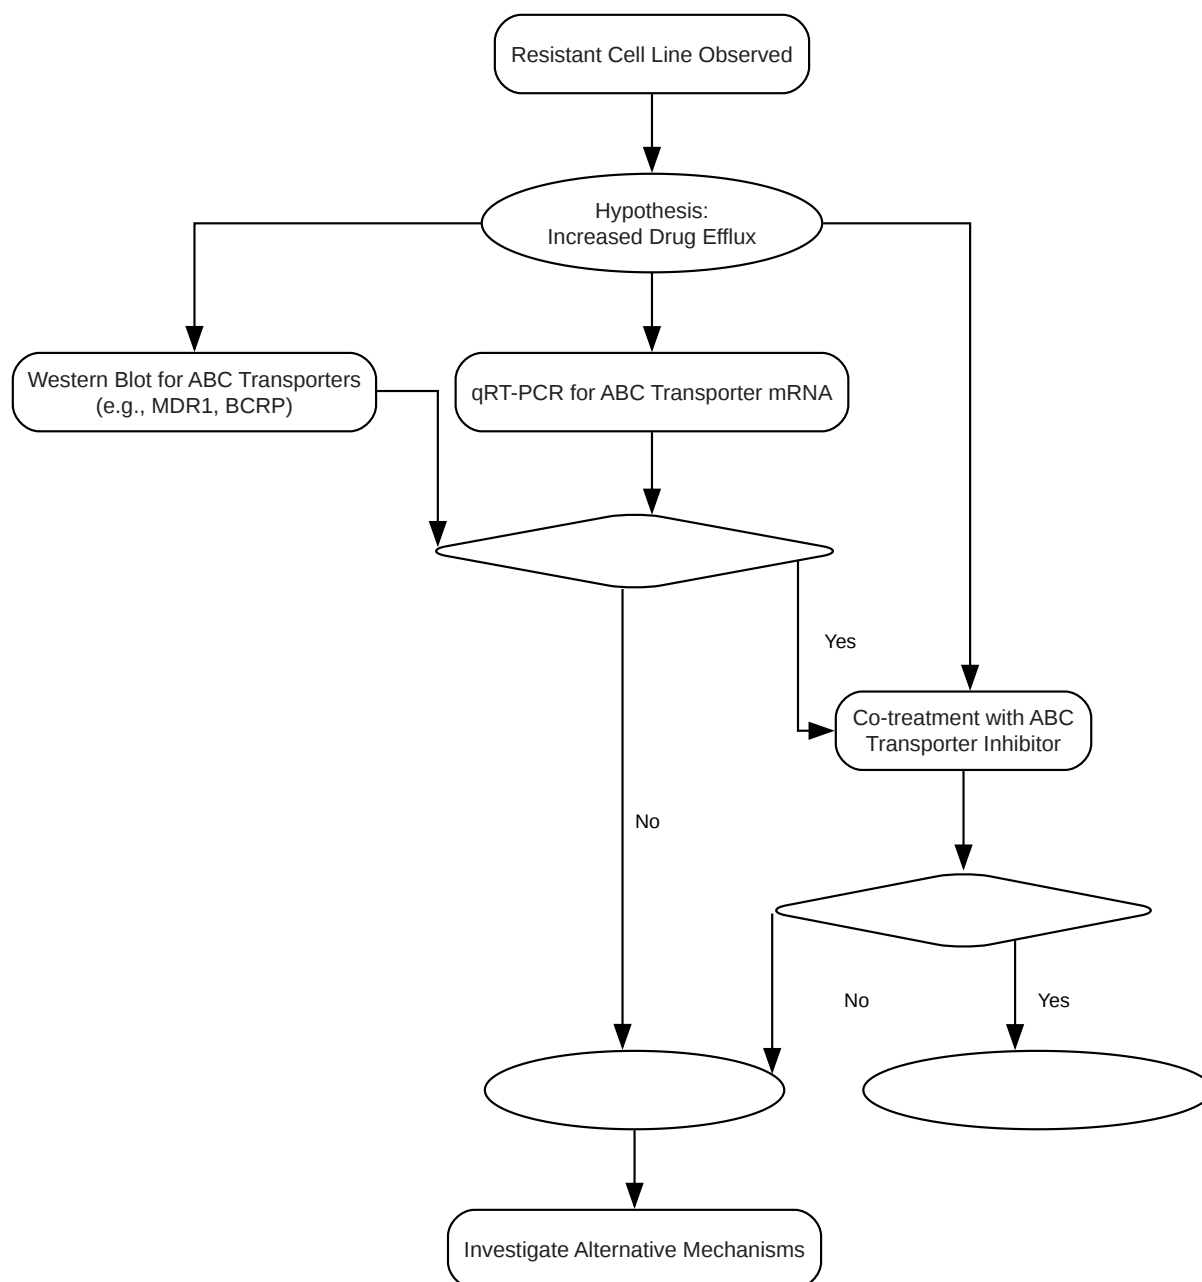 Resistant Cell Line Observed
Hypothesis:
Increased Drug Efflux
Western Blot for ABC Transporters
(e.g., MDR1, BCRP)
qRT-PCR for ABC Transporter mRNA
Yes
Co-treatment with ABC
Transporter Inhibitor
No
No
Yes
Investigate Alternative Mechanisms